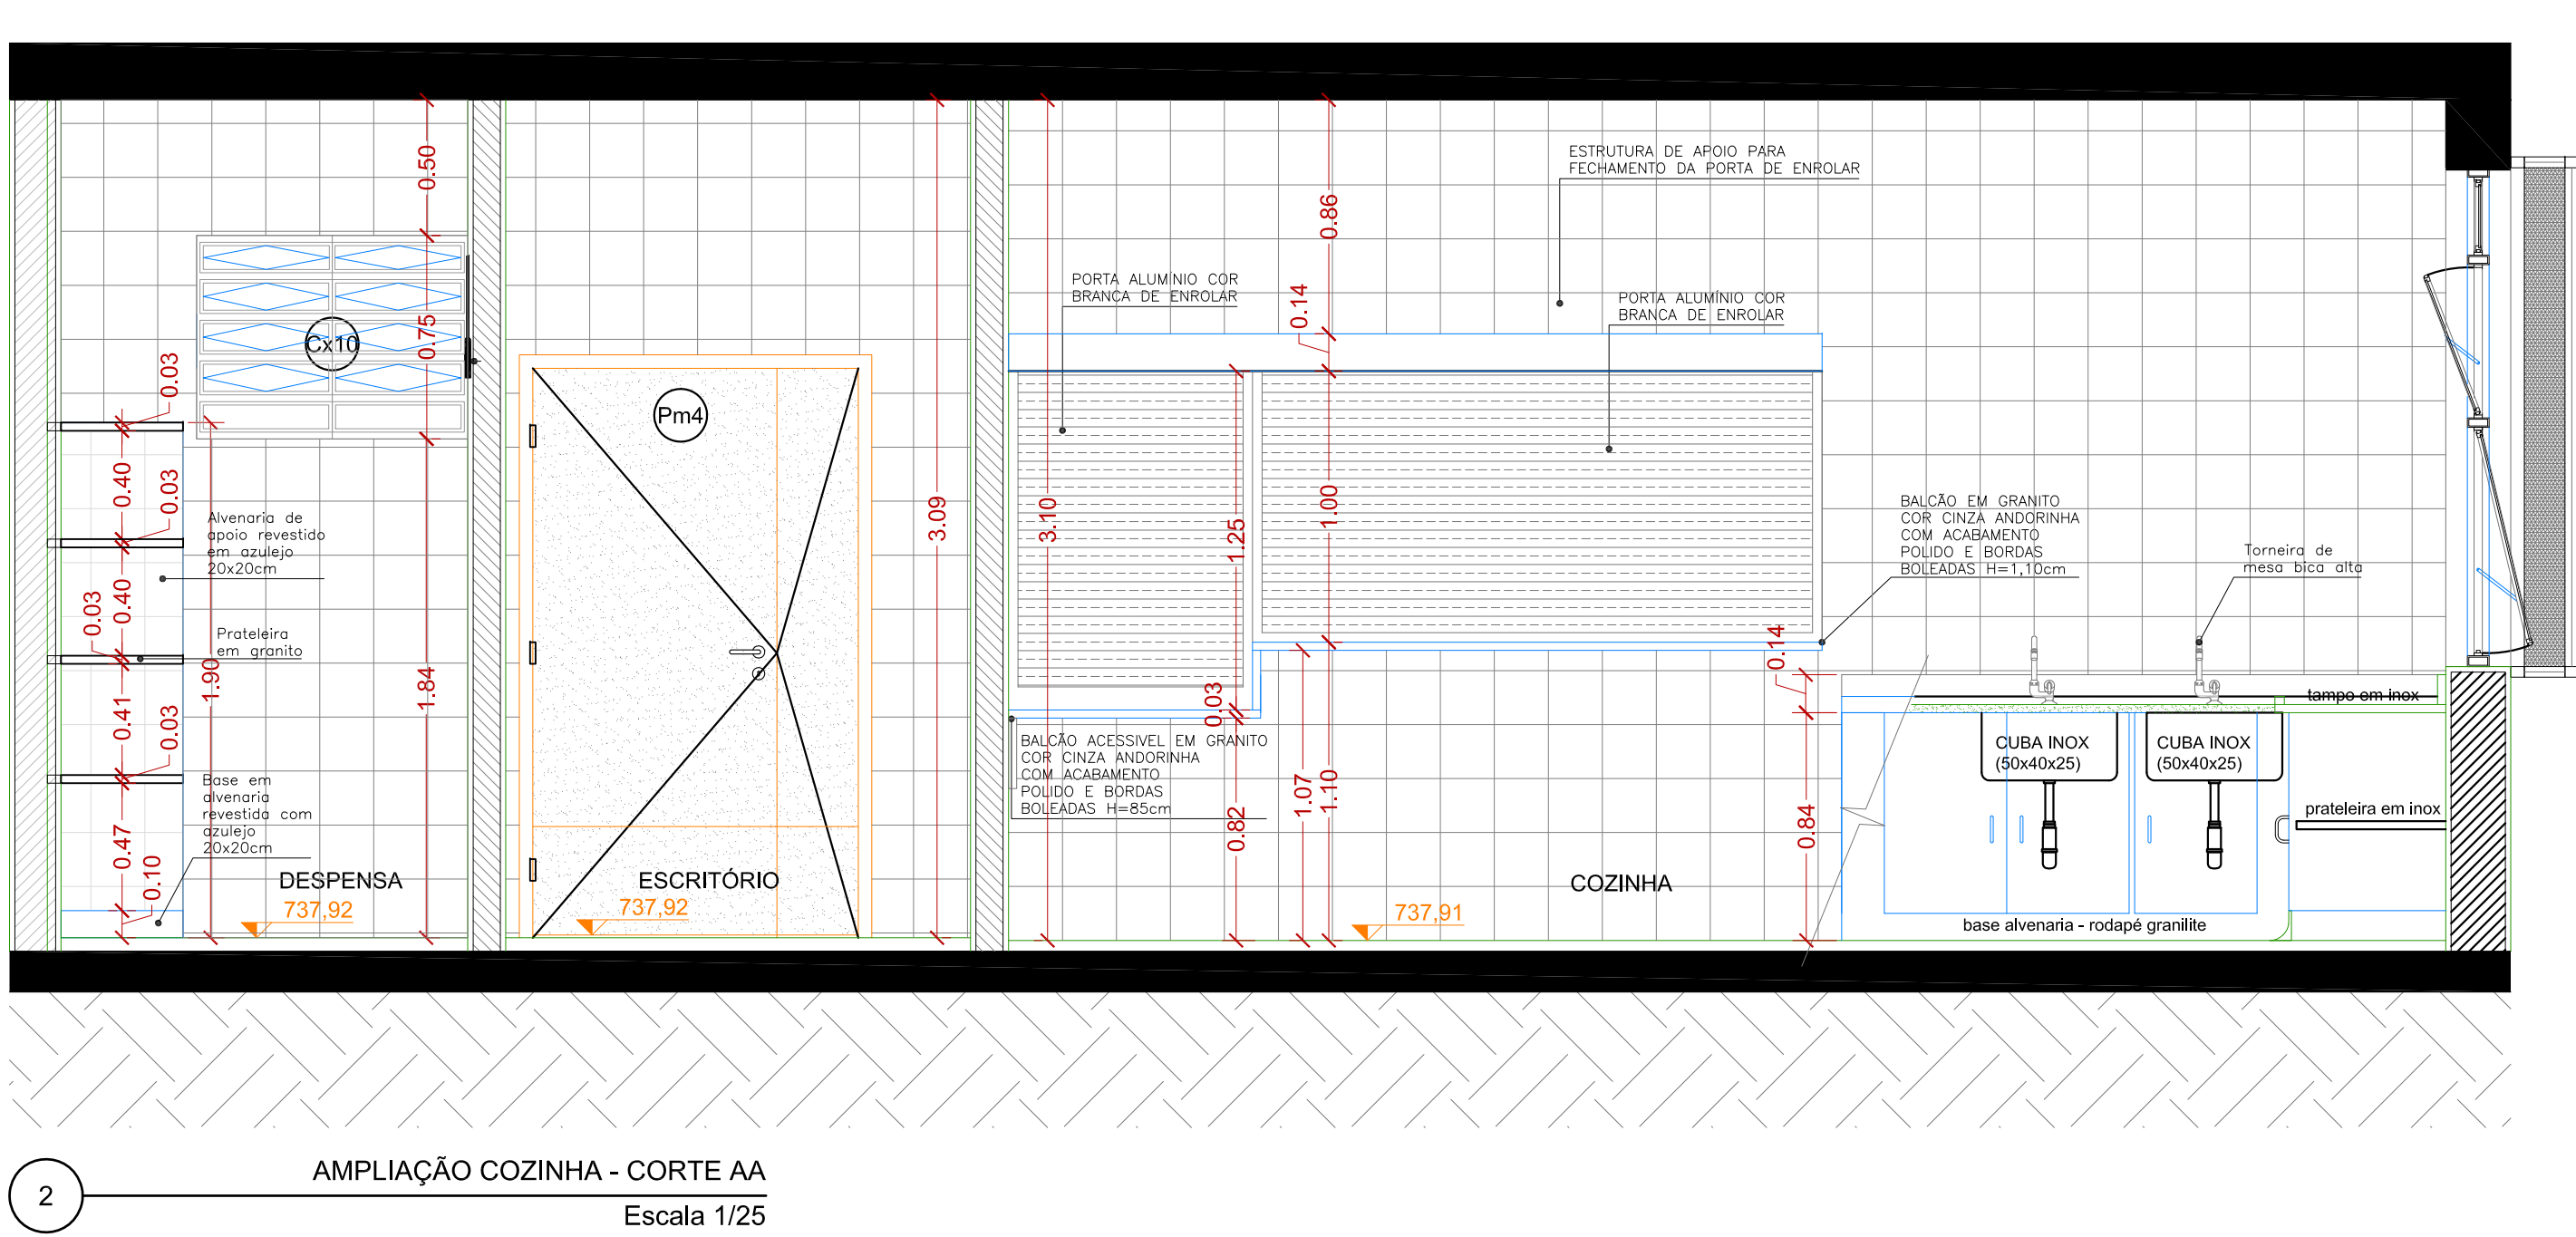 0.50
0.75
1.84
Cx10
0.03
0.40
0.03
0.40
0.03
0.41
0.03
0.47
0.10
1.90
Alvenaria de
apoio revestido
em azulejo
20x20cm
Prateleira
em granito
Base em
alvenaria
revestida com
azulejo
20x20cm
DESPENSA
737,92
Pm4
ESCRITÓRIO
737,92
3.09
3.10
0.86
0.14
1.00
1.25
0.03
0.82
1.07
1.10
PORTA ALUMÍNIO COR
BRANCA DE ENROLAR
ESTRUTURA DE APOIO PARA
FECHAMENTO DA PORTA DE ENROLAR
PORTA ALUMÍNIO COR
BRANCA DE ENROLAR
BALCÃO ACESSIVEL EM GRANITO
COR CINZA ANDORINHA
COM ACABAMENTO
POLIDO E BORDAS
BOLEADAS H=85cm
COZINHA
737,91
BALCÃO EM GRANITO
COR CINZA ANDORINHA
COM ACABAMENTO
POLIDO E BORDAS
BOLEADAS H=1,10cm
0.14
0.84
Torneira de
mesa bica alta
tampo em inox
CUBA INOX
(50x40x25)
CUBA INOX
(50x40x25)
prateleira em inox
base alvenaria - rodapé granilite
2
AMPLIAÇÃO COZINHA - CORTE AA
Escala 1/25